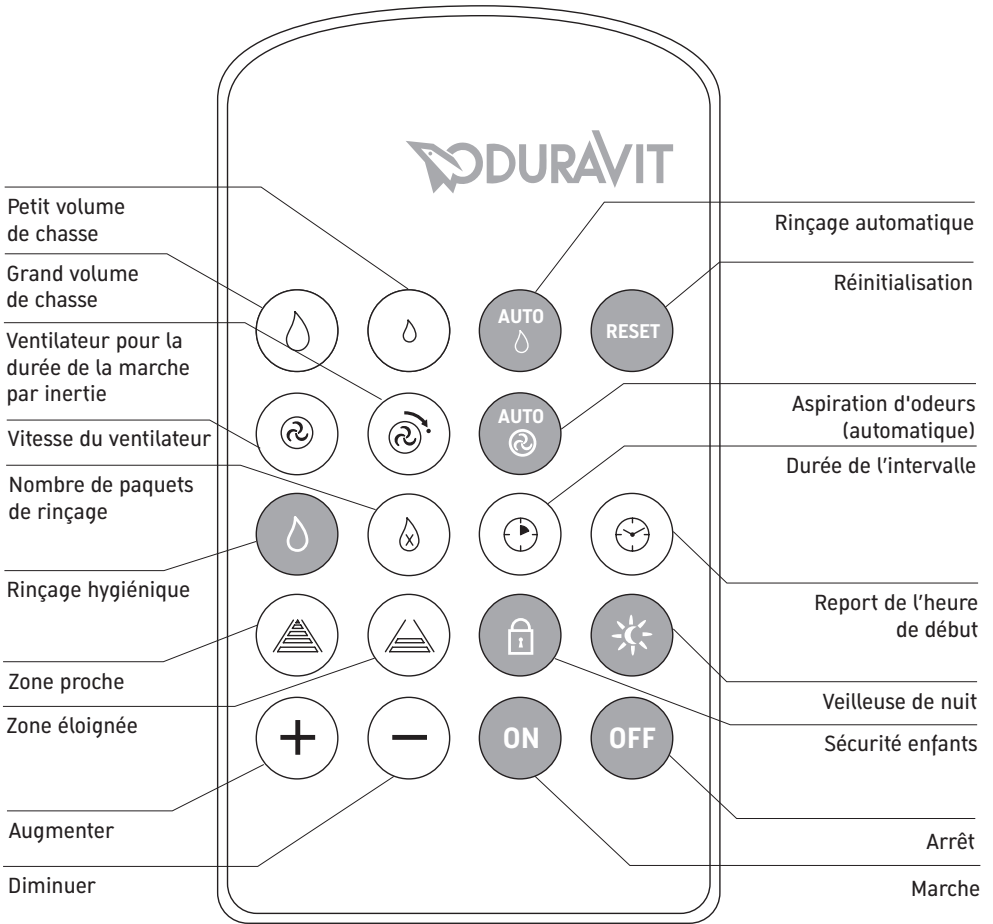 DURAVIT
Petit volume
de chasse
Grand volume
de chasse
Ventilateur pour la
durée de la marche
par inertie
Vitesse du ventilateur
Nombre de paquets
de rinçage
Rinçage hygiénique
Zone proche
Zone éloignée
Augmenter
Diminuer
AUTO
RESET
AUTO
X
ON
OFF
Rinçage automatique
Réinitialisation
Aspiration d'odeurs
(automatique)
Durée de l’intervalle
Report de l’heure
de début
Veilleuse de nuit
Sécurité enfants
Arrêt
Marche